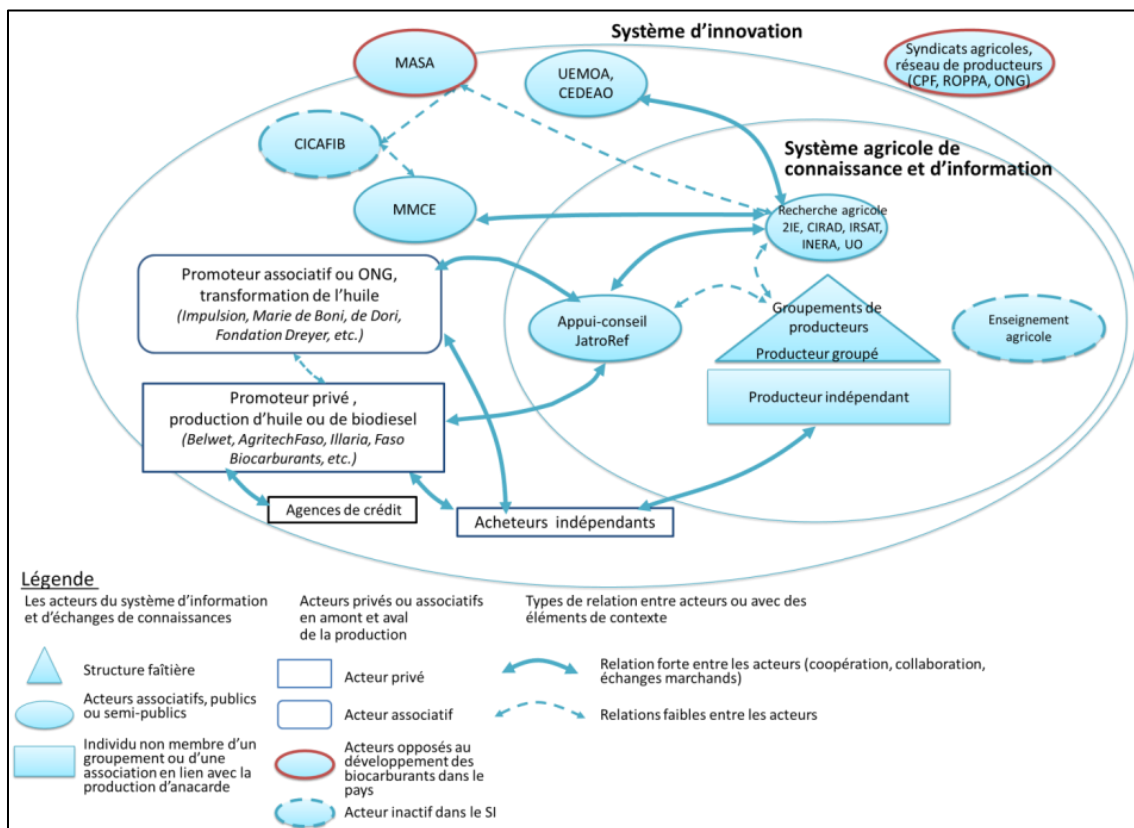 Système d'innovation
MASA
UEMOA,
CEDEAO
Syndicats agricoles,
réseau de producteurs
(CPF, ROPPA, ONG)
CICAFIB
Système agricole de
connaissance et d'information
MMCE
Recherche agricole
2IE, CIRAD, IRSAT,
INERA, UO
Promoteur associatif ou ONG,
transformation de l'huile
(Impulsion, Marie de Boni, de Dori,
Fondation Dreyer, etc.)
Appui-conseil
JatroRef
Groupements de
producteurs
Producteur groupé
Enseignement
agricole
Promoteur privé ,
production d'huile ou de biodiesel
(Belwet, AgritechFaso, Illaria, Faso
Biocarburants, etc.)
Producteur indépendant
Agences de crédit
Acheteurs indépendants
Légende
Les acteurs du système d'information
et d'échanges de connaissances
Structure faîtière
Acteurs associatifs, publics
ou semi-publics
Individu non membre d'un
groupement ou d'une
association en lien avec la
production d'anacarde
Acteurs privés ou associatifs
en amont et aval
de la production
Acteur privé
Acteur associatif
Acteurs opposés au
développement des
biocarburants dans le
pays
Acteur inactif dans le SI
Types de relation entre acteurs ou avec des
éléments de contexte
Relation forte entre les acteurs (coopération, collaboration,
échanges marchands)
Relations faibles entre les acteurs